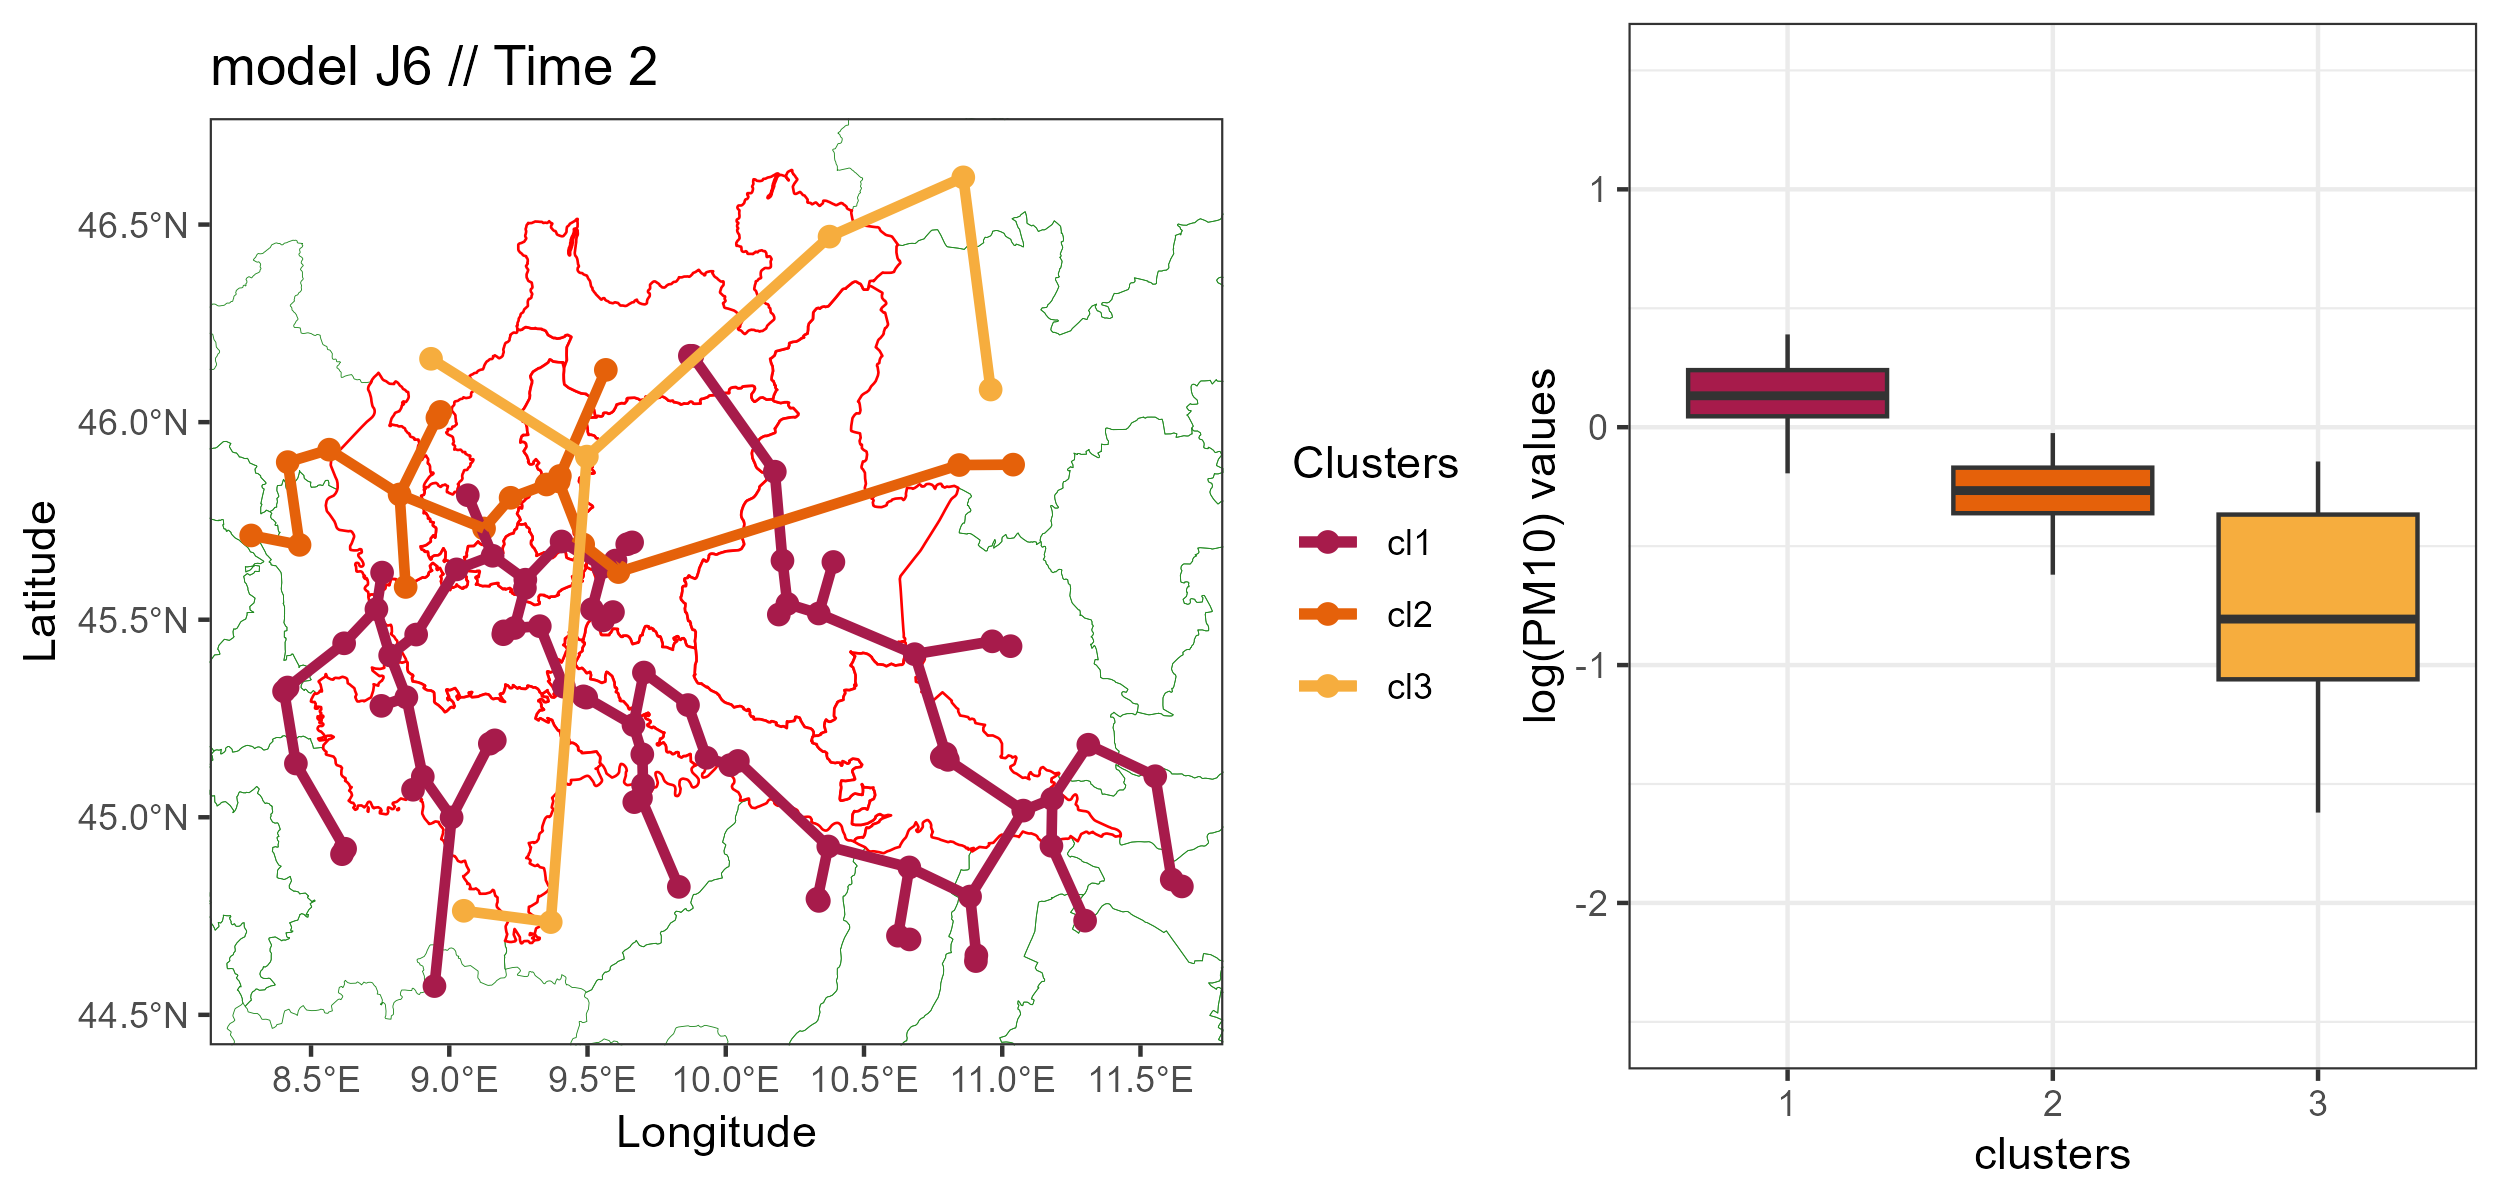 model J6 // Time 2
Latitude
46.5°N
46.0°N
45.5°N
45.0°N
44.5°N
8.5°E 9.0°E 9.5°E 10.0°E 10.5°E 11.0°E 11.5°E
Longitude
Clusters
cl1
cl2
cl3
log(PM10) values
1
0
-1
-2
1 2 3
clusters